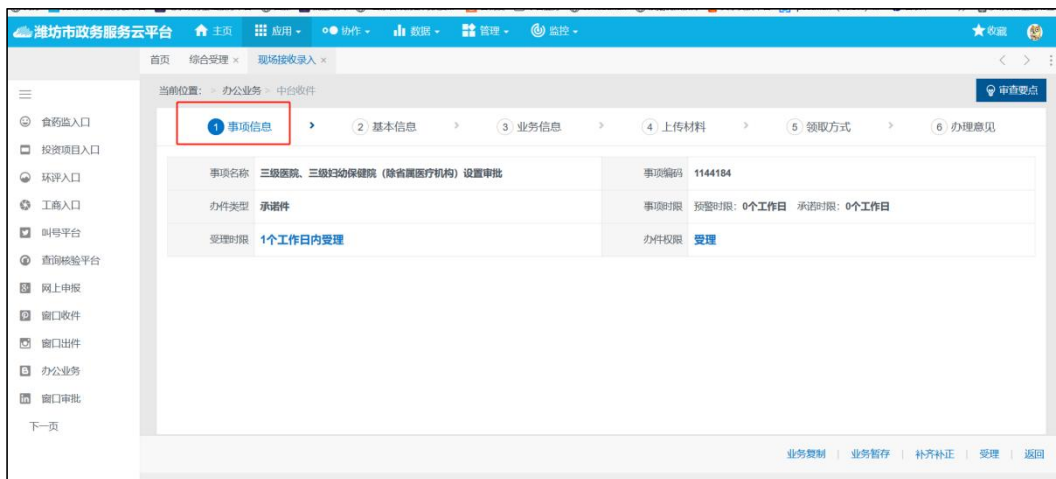 潍坊市政务服务云平台 主页 应用 协作 数据 管理 监控 收藏
首页 综合受理 × 现场接收录入 ×
当前位置： > 办公业务 > 中台收件 审查要点
1 事项信息 > 2 基本信息 > 3 业务信息 > 4 上传材料 > 5 领取方式 > 6 办理意见
食药监入口
投资项目入口
环评入口
工商入口
叫号平台
查询核验平台
网上申报
窗口收件
窗口出件
办公业务
窗口审批
下一页
事项名称 三级医院、三级妇幼保健院（除省属医疗机构）设置审批 事项编码 1144184
办件类型 承诺件 事项时限 预警时限：0个工作日 承诺时限：0个工作日
受理时限 1个工作日内受理 办件权限 受理
业务复制 | 业务暂存 | 补齐补正 | 受理 | 返回